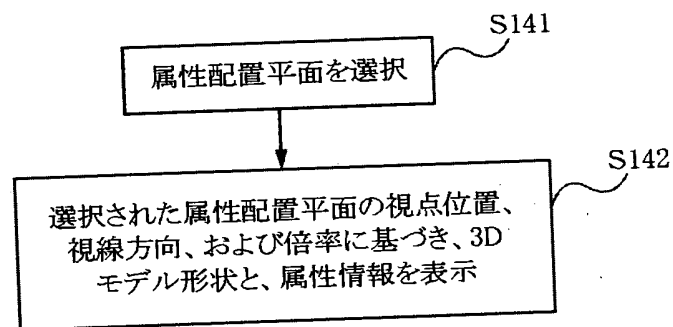 S141
属性配置平面を選択
S142
選択された属性配置平面の視点位置、
視線方向、および倍率に基づき、3D
モデル形状と、属性情報を表示